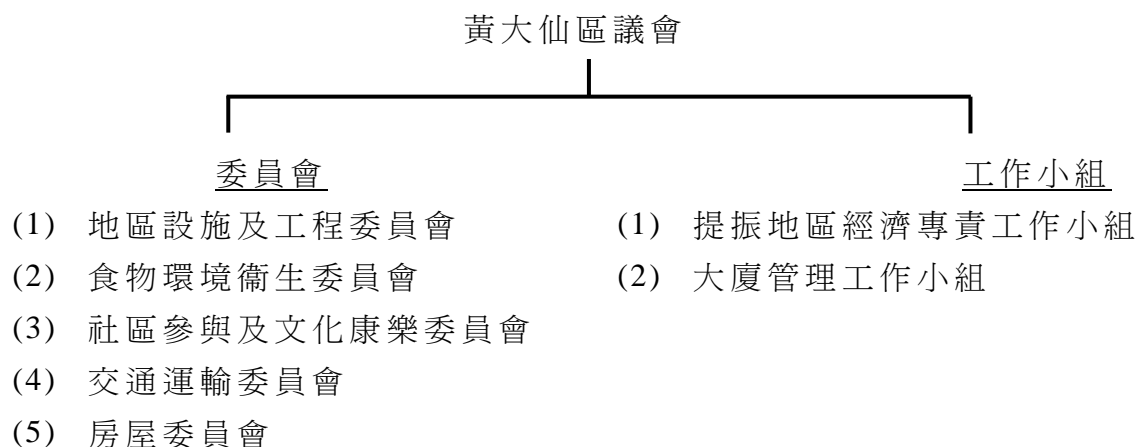 黃大仙區議會
委員會
(1) 地區設施及工程委員會
(2) 食物環境衞生委員會
(3) 社區參與及文化康樂委員會
(4) 交通運輸委員會
(5) 房屋委員會
工作小組
(1) 提振地區經濟專責工作小組
(2) 大廈管理工作小組